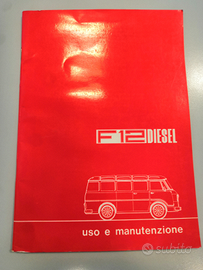 F12 DIESEL
uso e manutenzione
Subito